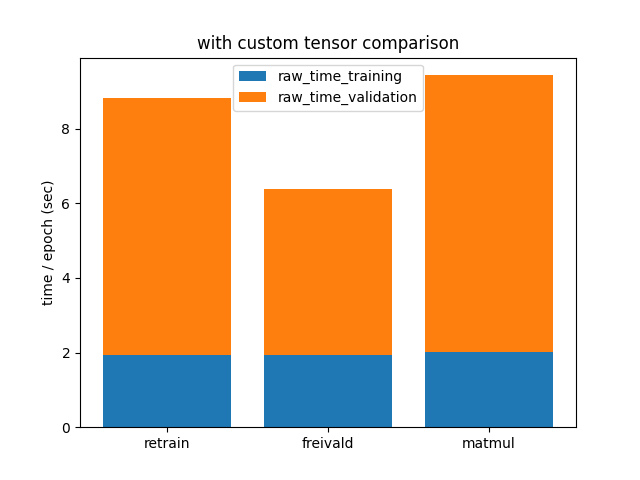 with custom tensor comparison
raw_time_training
raw_time_validation
time / epoch (sec)
8
6
4
2
0
retrain
freivald
matmul